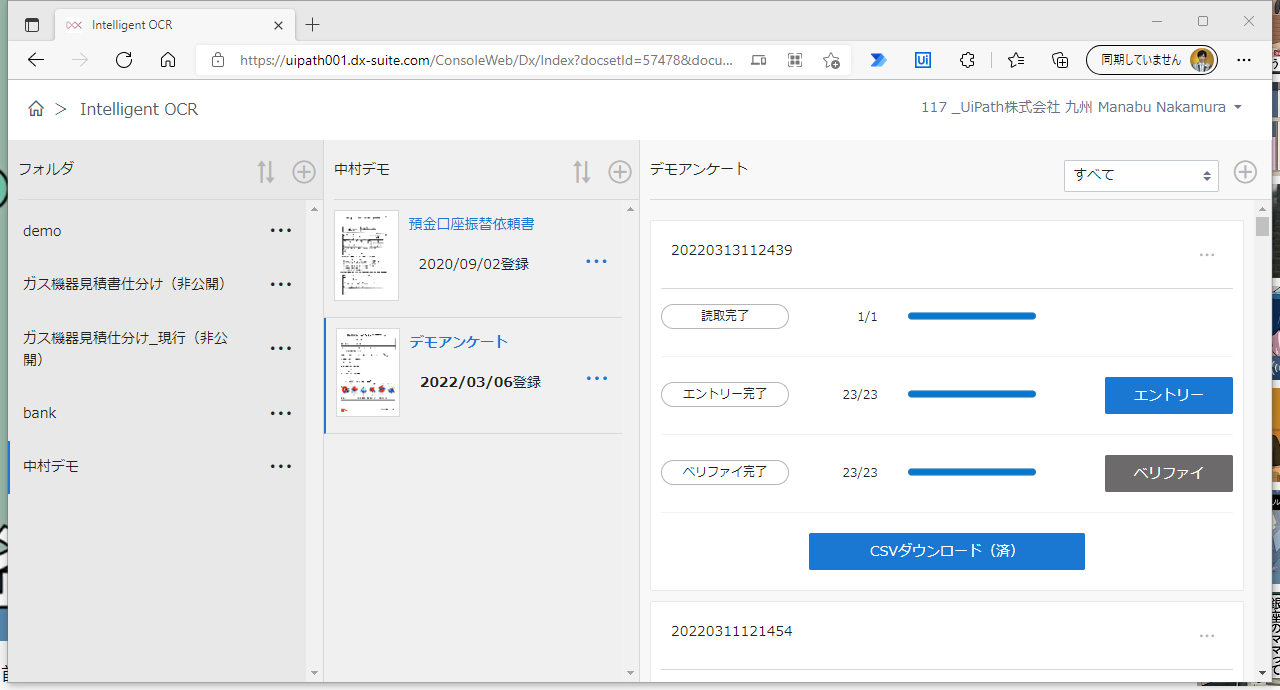 Intelligent OCR
https://uipath001.dx-suite.com/ConsoleWeb/Dx/Index?docsetId=57478&docu...
Ui
同期していません
> Intelligent OCR
117 _UiPath株式会社 九州 Manabu Nakamura
フォルダ
demo
ガス機器見積書仕分け（非公開）
ガス機器見積仕分け_現行（非公
開）
bank
中村デモ
中村デモ
預金口座振替依頼書
2020/09/02登録
デモアンケート
2022/03/06登録
デモアンケート
すべて
20220313112439
読取完了 1/1
エントリー完了 23/23 エントリー
ベリファイ完了 23/23 ベリファイ
CSVダウンロード（済）
20220311121454